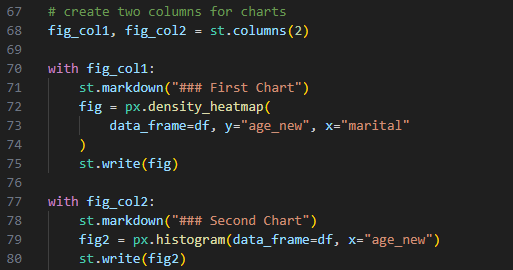 67 # create two columns for charts
68 fig_col1, fig_col2 = st.columns(2)
69
70 with fig_col1:
71     st.markdown("### First Chart")
72     fig = px.density_heatmap(
73         data_frame=df, y="age_new", x="marital"
74     )
75     st.write(fig)
76
77 with fig_col2:
78     st.markdown("### Second Chart")
79     fig2 = px.histogram(data_frame=df, x="age_new")
80     st.write(fig2)